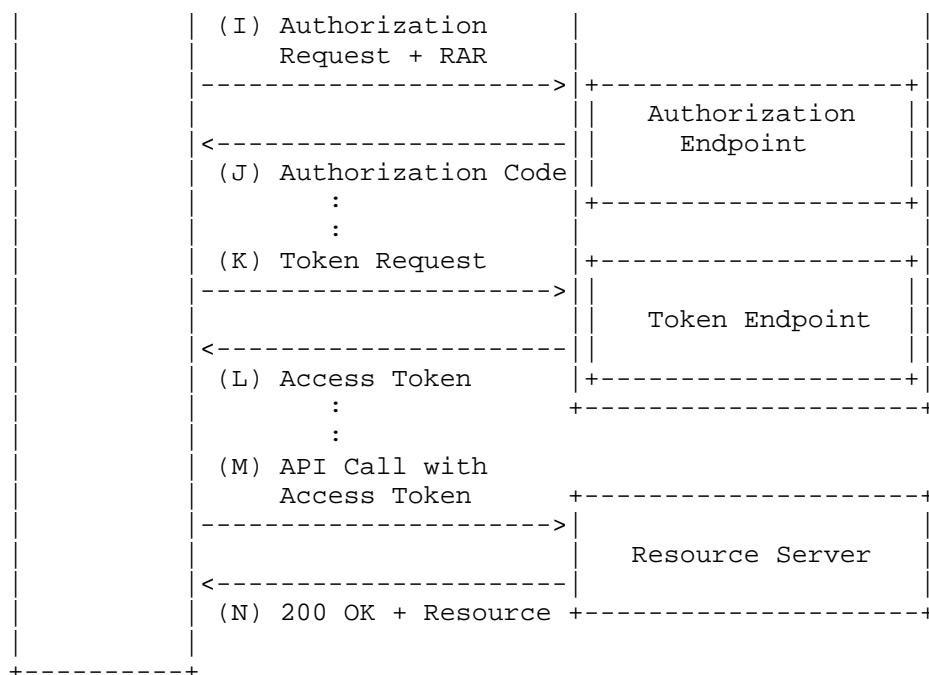 (I) Authorization
Request + RAR
Authorization
Endpoint
(J) Authorization Code
:
:
(K) Token Request
Token Endpoint
(L) Access Token
:
:
(M) API Call with
Access Token
Resource Server
(N) 200 OK + Resource